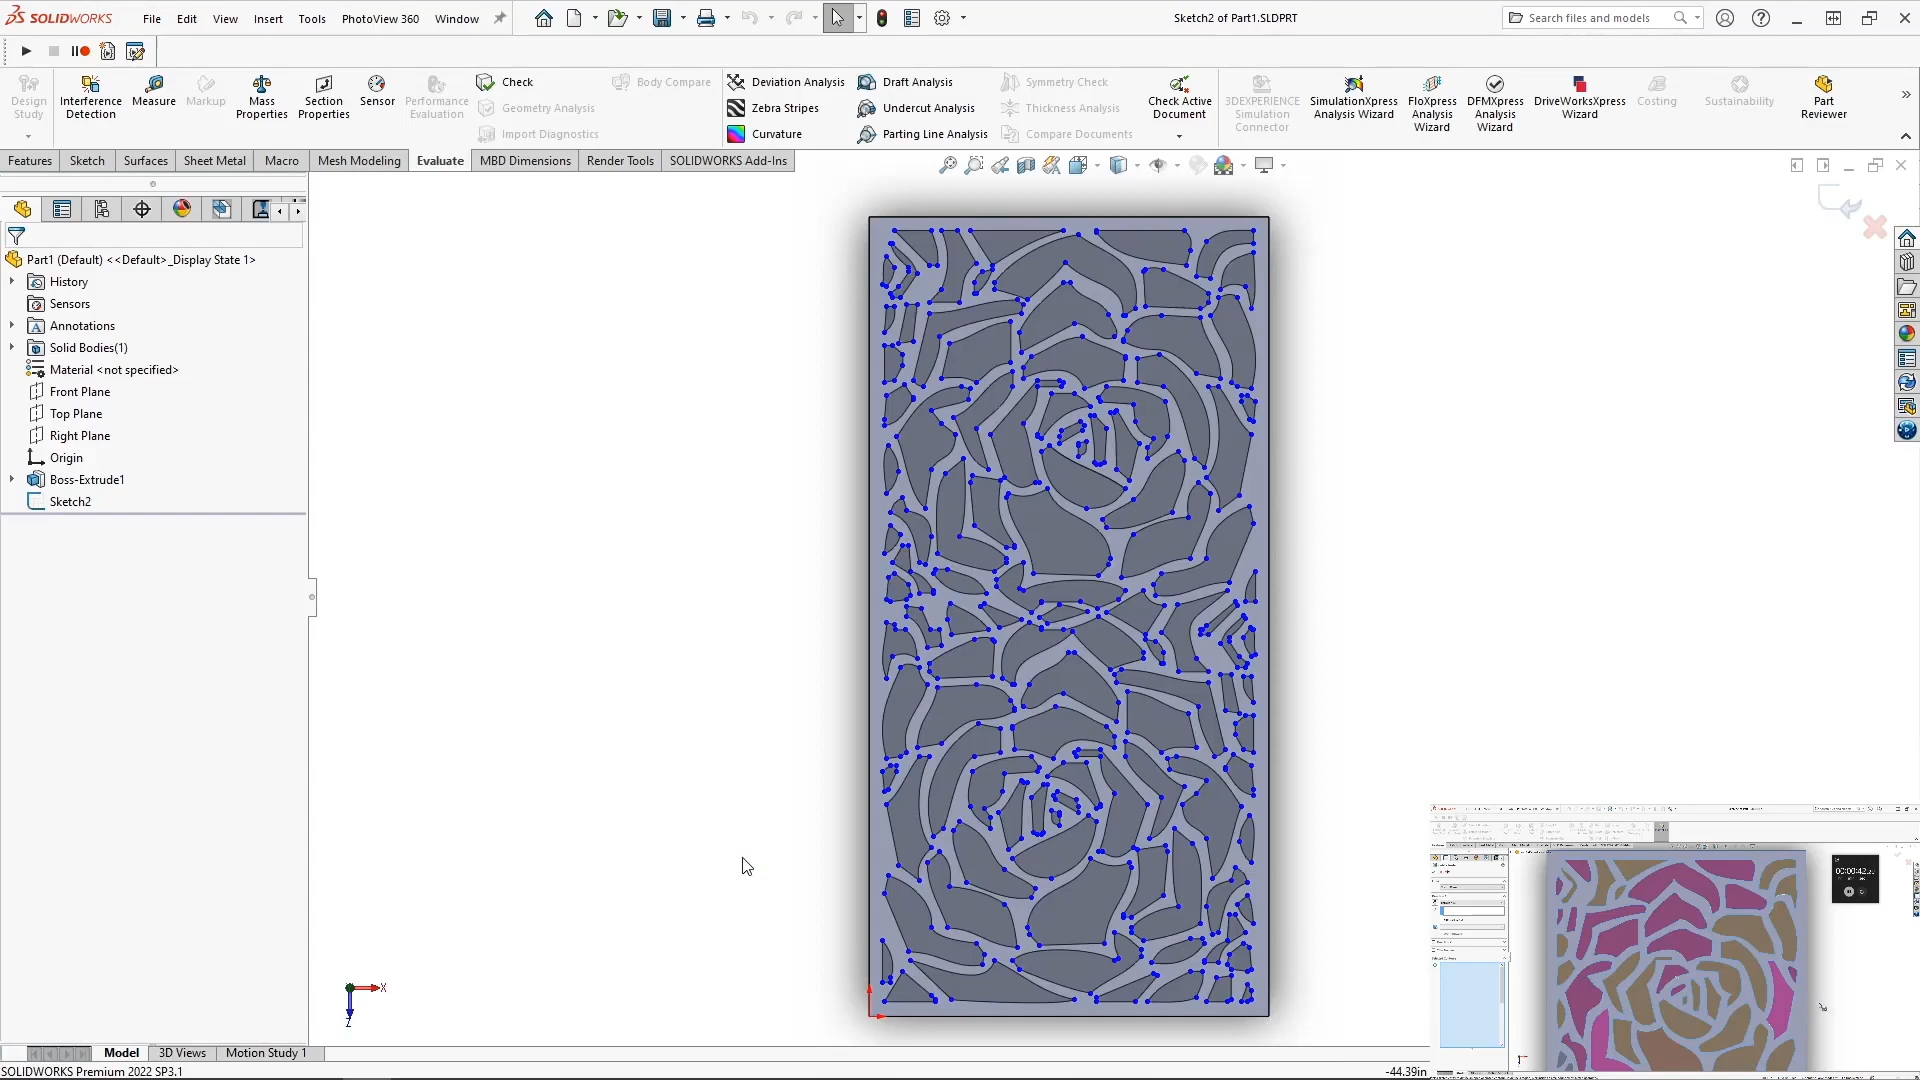 SOLIDWORKS File Edit View Insert Tools PhotoView 360 Window
Sketch2 of Part1.SLDPRT
Search files and models
Design Study
Interference Detection
Measure
Markup
Mass Properties
Section Properties
Sensor
Performance Evaluation
Check
Geometry Analysis
Import Diagnostics
Body Compare
Deviation Analysis
Zebra Stripes
Curvature
Draft Analysis
Undercut Analysis
Parting Line Analysis
Symmetry Check
Thickness Analysis
Compare Documents
Check Active Document
3DEXPERIENCE Simulation Connector
SimulationXpress Analysis Wizard
FloXpress Analysis Wizard
DFMXpress Analysis Wizard
DriveWorksXpress Wizard
Costing
Sustainability
Part Reviewer
Features Sketch Surfaces Sheet Metal Macro Mesh Modeling Evaluate MBD Dimensions Render Tools SOLIDWORKS Add-Ins
Part1 (Default) <<Default>_Display State 1>
History
Sensors
Annotations
Solid Bodies(1)
Material <not specified>
Front Plane
Top Plane
Right Plane
Origin
Boss-Extrude1
Sketch2
X
Z
Model 3D Views Motion Study 1
SOLIDWORKS Premium 2022 SP3.1
-44.39in